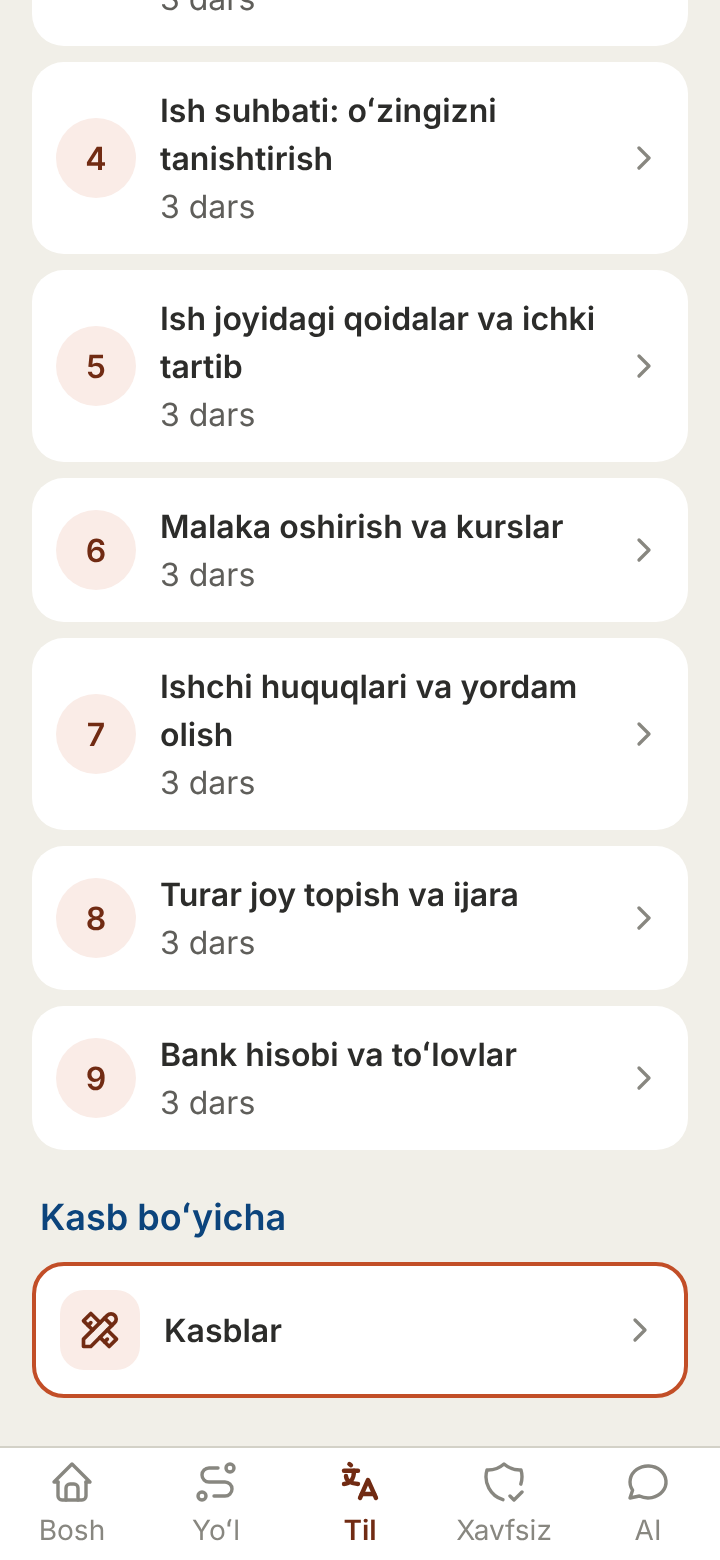 3 dars
4
Ish suhbati: oʻzingizni
tanishtirish
3 dars
5
Ish joyidagi qoidalar va ichki
tartib
3 dars
6
Malaka oshirish va kurslar
3 dars
7
Ishchi huquqlari va yordam
olish
3 dars
8
Turar joy topish va ijara
3 dars
9
Bank hisobi va toʻlovlar
3 dars
Kasb boʻyicha
Kasblar
Bosh
Yoʻl
Til
Xavfsiz
AI